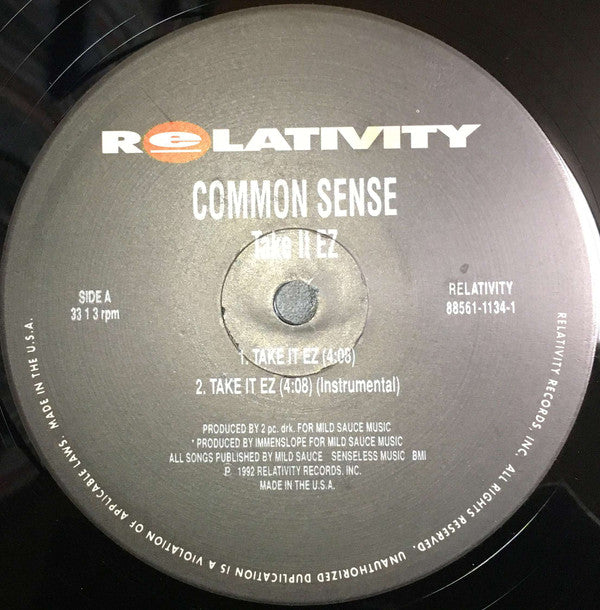 RELATIVITY
COMMON SENSE
Take It EZ
SIDE A
33 1 3 rpm
RELATIVITY
88561-1134-1
1. TAKE IT EZ (4:08)
2. TAKE IT EZ (4:08) (Instrumental)
PRODUCED BY 2 pc. drk. FOR MILD SAUCE MUSIC
* PRODUCED BY IMMENSLOPE FOR MILD SAUCE MUSIC
ALL SONGS PUBLISHED BY MILD SAUCE SENSELESS MUSIC BMI
P 1992 RELATIVITY RECORDS, INC.
MADE IN THE U.S.A.
RELATIVITY RECORDS, INC. ALL RIGHTS RESERVED. UNAUTHORIZED DUPLICATION IS A VIOLATION OF APPLICABLE LAWS. MADE IN THE U.S.A.